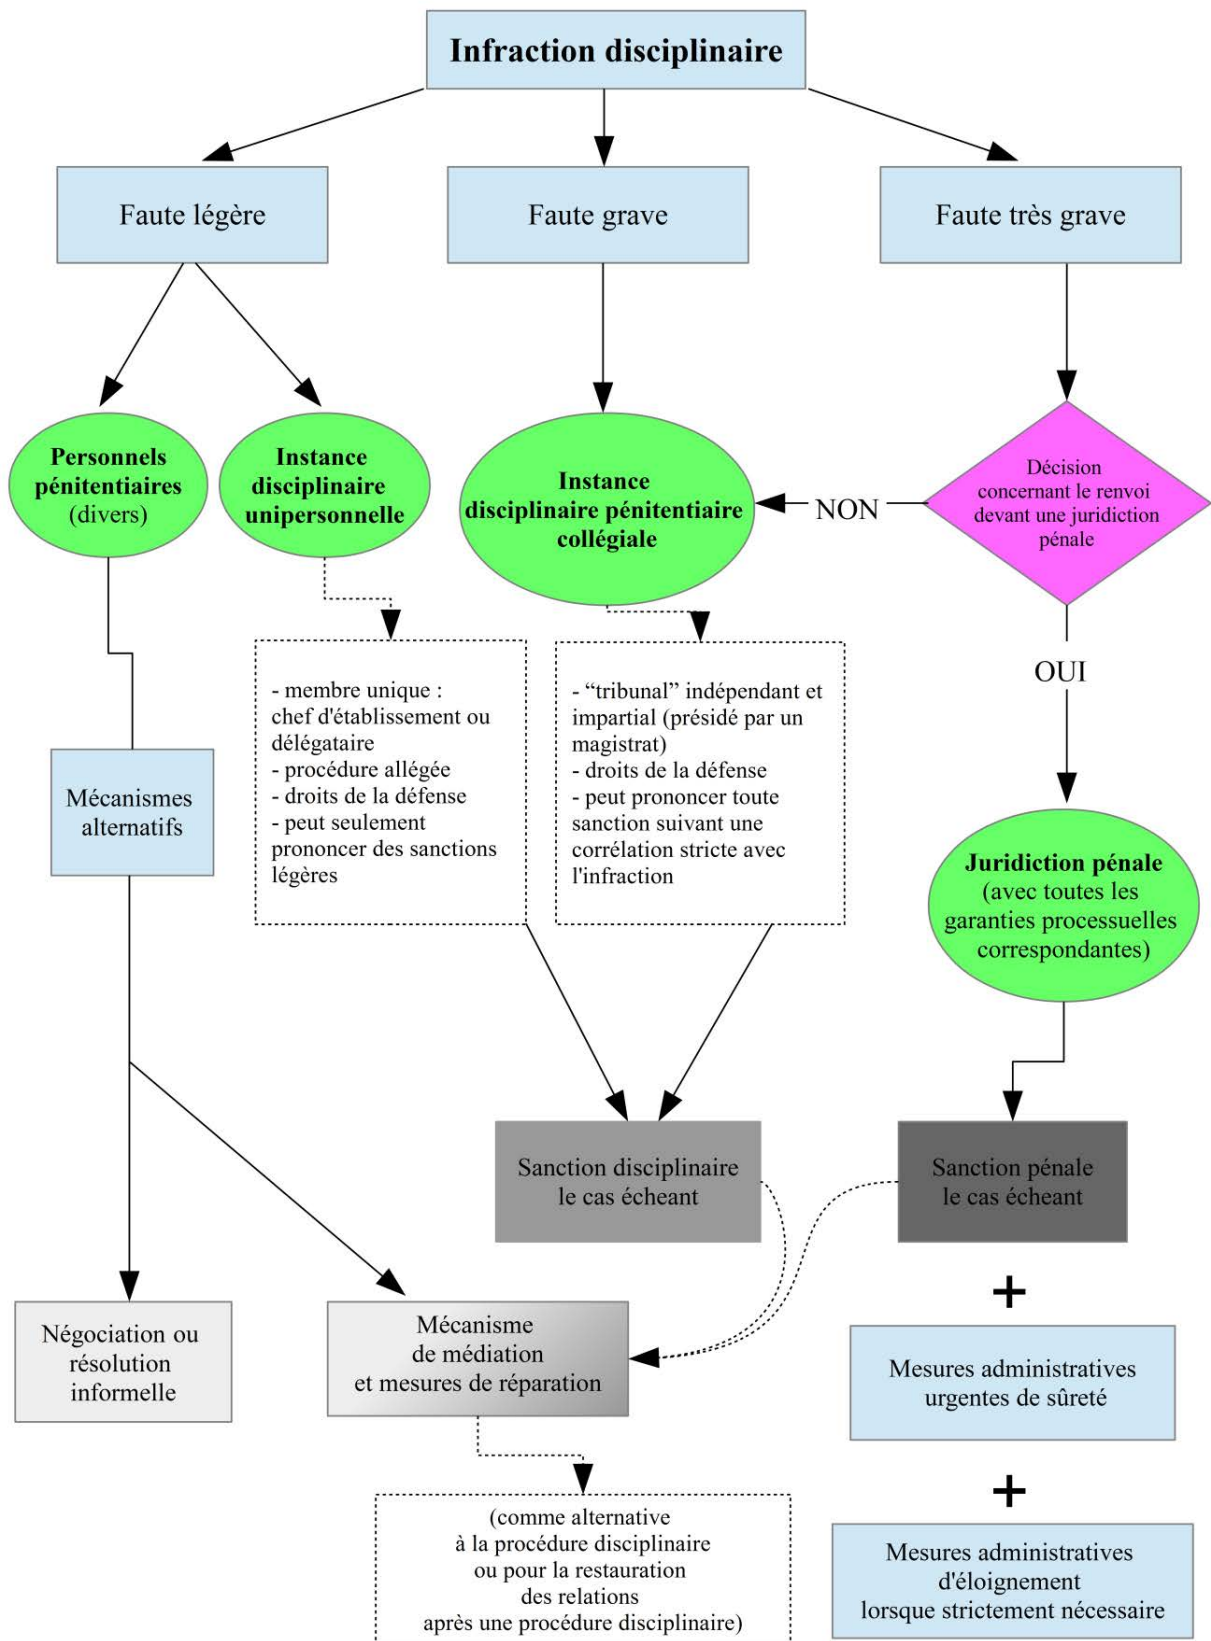 Infraction disciplinaire
Faute légère
Faute grave
Faute très grave
Personnels
pénitentiaires
(divers)
Instance
disciplinaire
unipersonnelle
Instance
disciplinaire pénitentiaire
collégiale
NON
Décision
concernant le renvoi
devant une juridiction
pénale
OUI
- membre unique :
chef d'établissement ou
délégataire
- procédure allégée
- droits de la défense
- peut seulement
prononcer des sanctions
légères
- “tribunal” indépendant et
impartial (présidé par un
magistrat)
- droits de la défense
- peut prononcer toute
sanction suivant une
corrélation stricte avec
l'infraction
Mécanismes
alternatifs
Juridiction pénale
(avec toutes les
garanties processuelles
correspondantes)
Sanction disciplinaire
le cas écheant
Sanction pénale
le cas écheant
+
Négociation ou
résolution
informelle
Mécanisme
de médiation
et mesures de réparation
Mesures administratives
urgentes de sûreté
+
(comme alternative
à la procédure disciplinaire
ou pour la restauration
des relations
après une procédure disciplinaire)
Mesures administratives
d'éloignement
lorsque strictement nécessaire